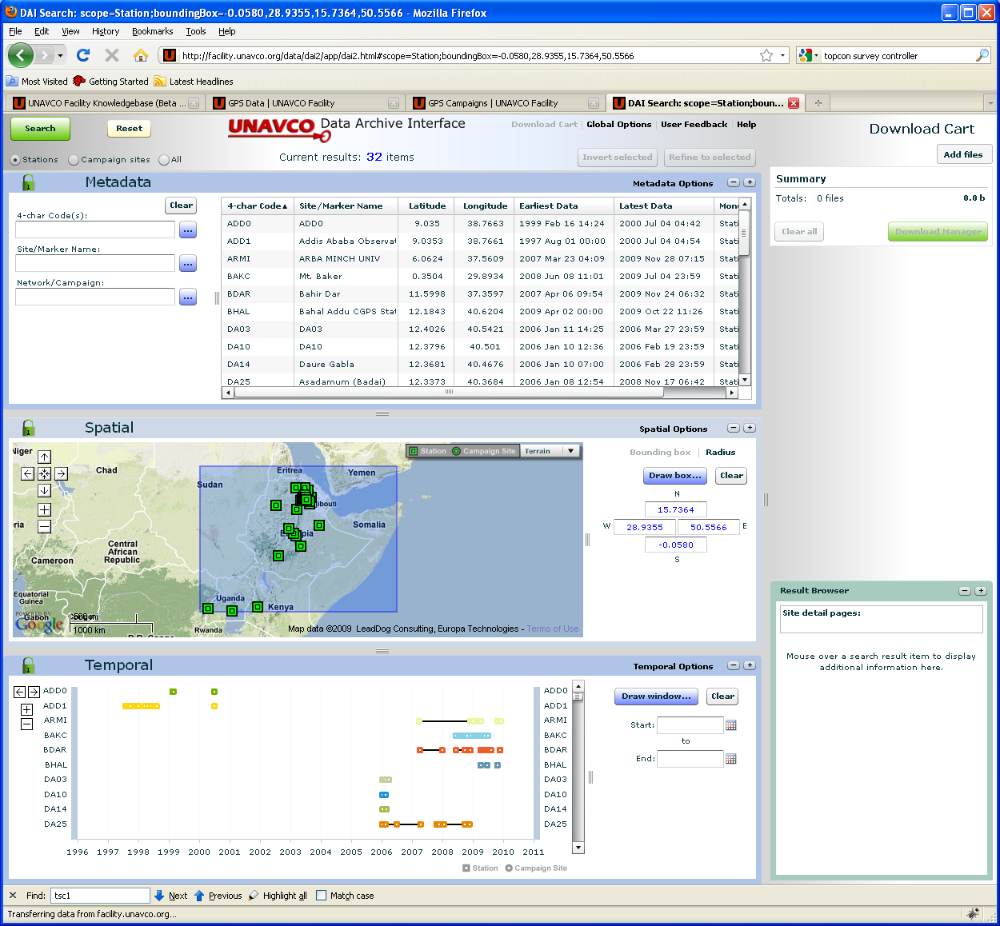 DAI Search: scope=Station;boundingBox=-0.0580,28.9355,15.7364,50.5566 - Mozilla Firefox
File Edit View History Bookmarks Tools Help
http://facility.unavco.org/data/dai2/app/dai2.html#scope=Station;boundingBox=-0.0580,28.9355,15.7364,50.5566
topcon survey controller
Most Visited Getting Started Latest Headlines
UNAVCO Facility Knowledgebase (Beta ... GPS Data | UNAVCO Facility GPS Campaigns | UNAVCO Facility DAI Search: scope=Station;boun...
Search Reset UNAVCO Data Archive Interface Download Cart Global Options User Feedback Help
Stations Campaign sites All
Current results: 32 items Invert selected Refine to selected
Download Cart
Add files
Summary
Totals: 0 files 0.0 b
Clear all Download Manager
Metadata Metadata Options
Clear
4-char Code(s):
...
Site/Marker Name:
...
Network/Campaign:
...
4-char Code Site/Marker Name Latitude Longitude Earliest Data Latest Data Mon
ADD0 ADD0 9.035 38.7663 1999 Feb 16 14:24 2000 Jul 04 04:42 Stati
ADD1 Addis Ababa Observat 9.0353 38.7661 1997 Aug 01 00:00 2000 Jul 04 04:54 Stati
ARMI ARBA MINCH UNIV 6.0624 37.5609 2007 Mar 23 04:09 2009 Nov 28 07:15 Stati
BAKC Mt. Baker 0.3504 29.8934 2008 Jun 08 11:01 2009 Jul 04 23:59 Stati
BDAR Bahir Dar 11.5998 37.3597 2007 Apr 06 09:54 2009 Nov 24 06:32 Stati
BHAL Bahal Addu CGPS Stat 12.1843 40.6204 2009 Apr 02 00:00 2009 Oct 22 11:26 Stati
DA03 DA03 12.4026 40.5421 2006 Jan 11 14:25 2006 Mar 27 23:59 Stati
DA10 DA10 12.3796 40.501 2006 Jan 10 12:36 2006 Feb 19 23:59 Stati
DA14 Daure Gabla 12.3681 40.4676 2006 Jan 10 07:00 2006 Feb 28 23:59 Stati
DA25 Asadamum (Badai) 12.3373 40.3684 2006 Jan 08 12:54 2008 Nov 17 06:42 Stati
Spatial Spatial Options
Station Campaign Site Terrain
Niger
Chad
Sudan
Eritrea
Yemen
Somalia
Central
African
Republic
Cameroon
Equatorial
Guinea
Gabon
Uganda
Kenya
Rwanda
POWERED BY
Google
500 mi
1000 km
Map data ©2009 LeadDog Consulting, Europa Technologies - Terms of Use
Bounding box Radius
Draw box... Clear
N
15.7364
W 28.9355 50.5566 E
-0.0580
S
Result Browser
Site detail pages:
Mouse over a search result item to display
additional information here.
Temporal Temporal Options
ADD0 ADD0
ADD1 ADD1
ARMI ARMI
BAKC BAKC
BDAR BDAR
BHAL BHAL
DA03 DA03
DA10 DA10
DA14 DA14
DA25 DA25
1996 1997 1998 1999 2000 2001 2002 2003 2004 2005 2006 2007 2008 2009 2010 2011
Station Campaign Site
Draw window... Clear
Start:
to
End:
Find: tsc1 Next Previous Highlight all Match case
Transferring data from facility.unavco.org...